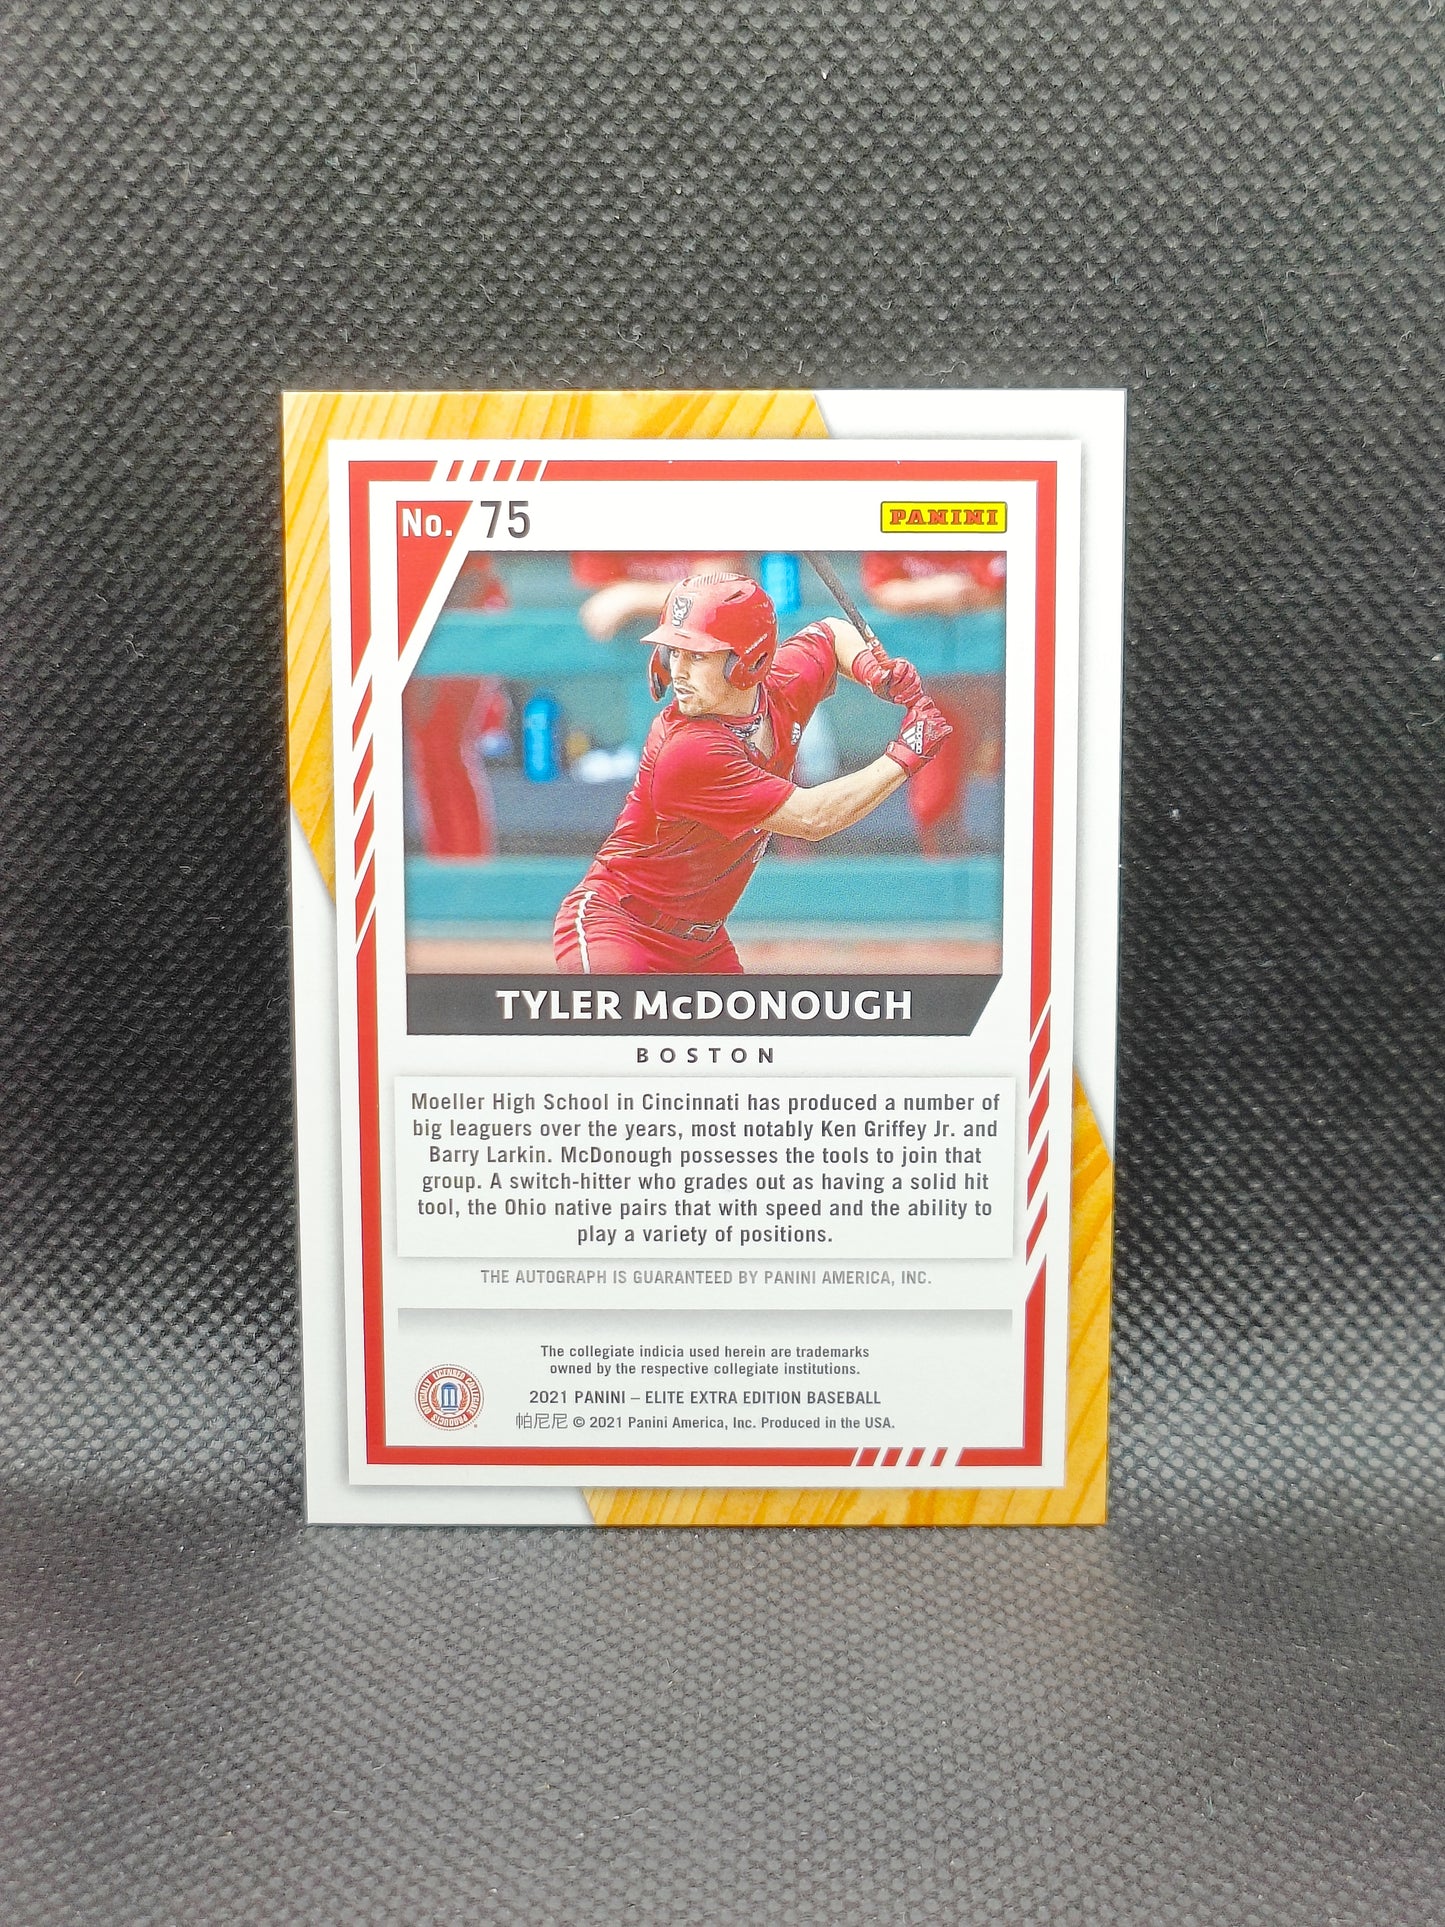 No. 75
PANINI
TYLER McDONOUGH
BOSTON
Moeller High School in Cincinnati has produced a number of
big leaguers over the years, most notably Ken Griffey Jr. and
Barry Larkin. McDonough possesses the tools to join that
group. A switch-hitter who grades out as having a solid hit
tool, the Ohio native pairs that with speed and the ability to
play a variety of positions.
THE AUTOGRAPH IS GUARANTEED BY PANINI AMERICA, INC.
The collegiate indicia used herein are trademarks
owned by the respective collegiate institutions.
OFFICIALLY LICENSED COLLEGIATE PRODUCTS
2021 PANINI – ELITE EXTRA EDITION BASEBALL
帕尼尼 © 2021 Panini America, Inc. Produced in the USA.